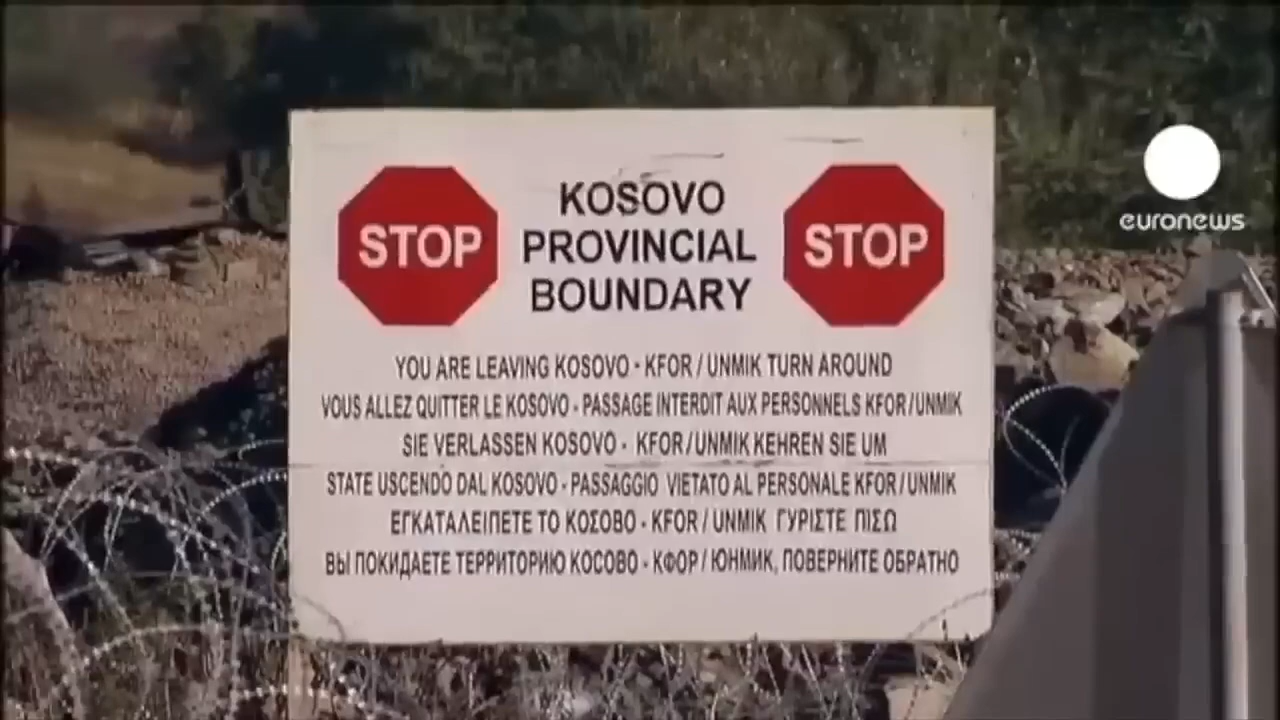 STOP
KOSOVO
PROVINCIAL
BOUNDARY
STOP
euronews
YOU ARE LEAVING KOSOVO - KFOR / UNMIK TURN AROUND
VOUS ALLEZ QUITTER LE KOSOVO - PASSAGE INTERDIT AUX PERSONNELS KFOR / UNMIK
SIE VERLASSEN KOSOVO - KFOR / UNMIK KEHREN SIE UM
STATE USCENDO DAL KOSOVO - PASSAGGIO VIETATO AL PERSONALE KFOR / UNMIK
ΕΓΚΑΤΑΛΕΙΠΕΤΕ ΤΟ ΚΟΣΟΒΟ - KFOR / UNMIK ΓΥΡΙΣΤΕ ΠΙΣΩ
ВЫ ПОКИДАЕТЕ ТЕРРИТОРИЮ КОСОВО - КФОР / ЮНМИК, ПОВЕРНИТЕ ОБРАТНО